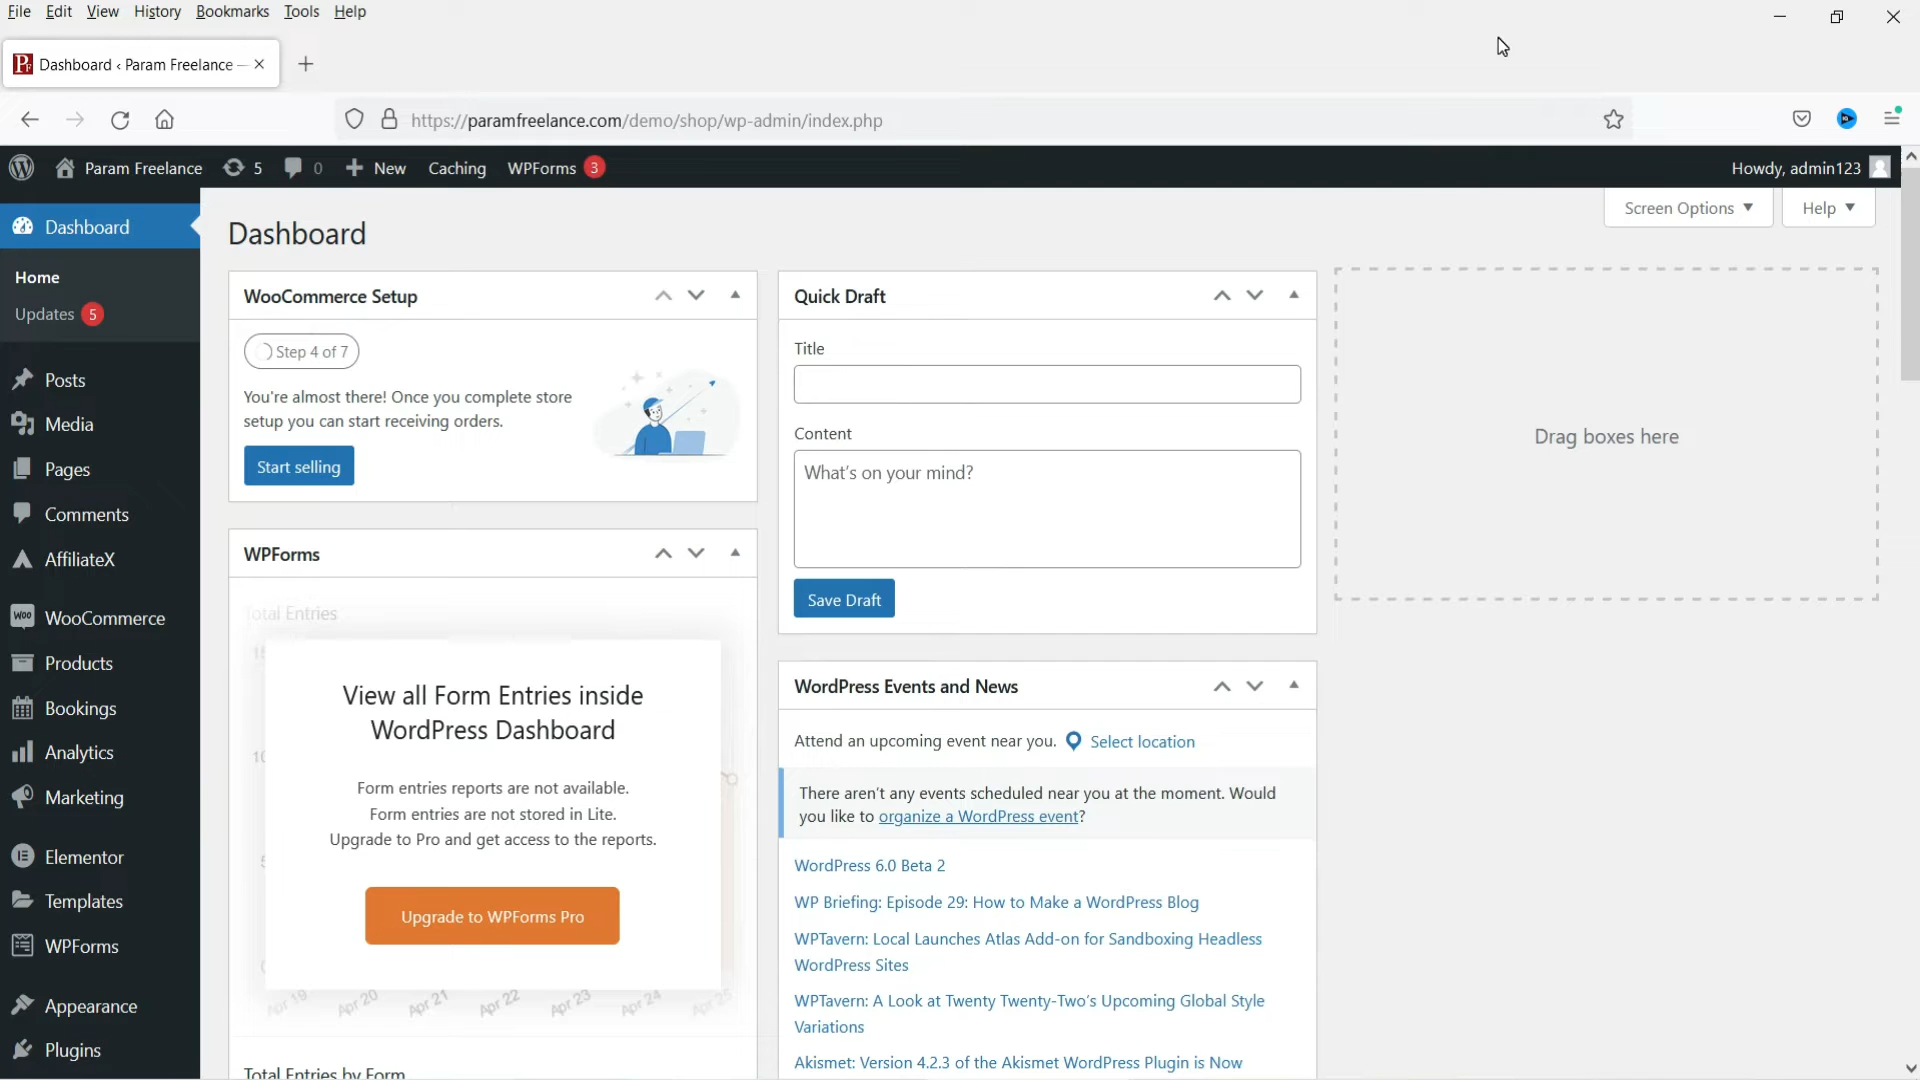 File Edit View History Bookmarks Tools Help
Dashboard ‹ Param Freelance —
https://paramfreelance.com/demo/shop/wp-admin/index.php
Param Freelance 5 0 New Caching WPForms 3
Howdy, admin123
Screen Options Help
Dashboard
Home
Updates 5
Posts
Media
Pages
Comments
AffiliateX
WooCommerce
Products
Bookings
Analytics
Marketing
Elementor
Templates
WPForms
Appearance
Plugins
Dashboard
WooCommerce Setup
Step 4 of 7
You're almost there! Once you complete store
setup you can start receiving orders.
Start selling
WPForms
Total Entries
View all Form Entries inside
WordPress Dashboard
Form entries reports are not available.
Form entries are not stored in Lite.
Upgrade to Pro and get access to the reports.
Upgrade to WPForms Pro
Apr 19 Apr 20 Apr 21 Apr 22 Apr 23 Apr 24 Apr 25
Total Entries by Form
Quick Draft
Title
Content
What's on your mind?
Save Draft
WordPress Events and News
Attend an upcoming event near you. Select location
There aren't any events scheduled near you at the moment. Would
you like to organize a WordPress event?
WordPress 6.0 Beta 2
WP Briefing: Episode 29: How to Make a WordPress Blog
WPTavern: Local Launches Atlas Add-on for Sandboxing Headless
WordPress Sites
WPTavern: A Look at Twenty Twenty-Two's Upcoming Global Style
Variations
Akismet: Version 4.2.3 of the Akismet WordPress Plugin is Now
Drag boxes here